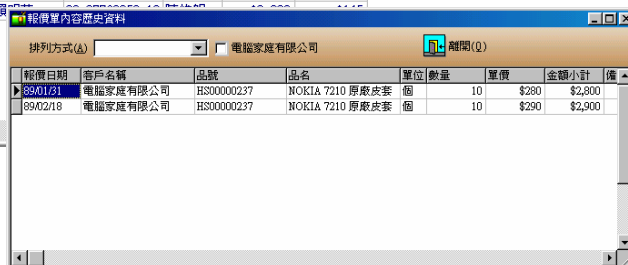 報價單內容歷史資料
排列方式(A) 電腦家庭有限公司 離開(Q)
報價日期 客戶名稱 品號 品名 單位 數量 單價 金額小計 備
89/01/31 電腦家庭有限公司 HS00000237 NOKIA 7210 原廠皮套 個 10 $280 $2,800
89/02/18 電腦家庭有限公司 HS00000237 NOKIA 7210 原廠皮套 個 10 $290 $2,900